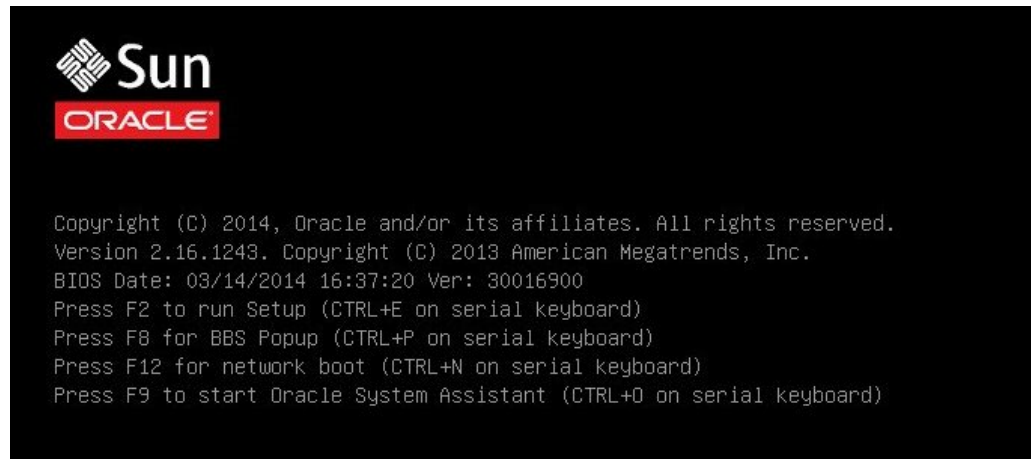 Sun
ORACLE
Copyright (C) 2014, Oracle and/or its affiliates. All rights reserved.
Version 2.16.1243. Copyright (C) 2013 American Megatrends, Inc.
BIOS Date: 03/14/2014 16:37:20 Ver: 30016900
Press F2 to run Setup (CTRL+E on serial keyboard)
Press F8 for BBS Popup (CTRL+P on serial keyboard)
Press F12 for network boot (CTRL+N on serial keyboard)
Press F9 to start Oracle System Assistant (CTRL+O on serial keyboard)